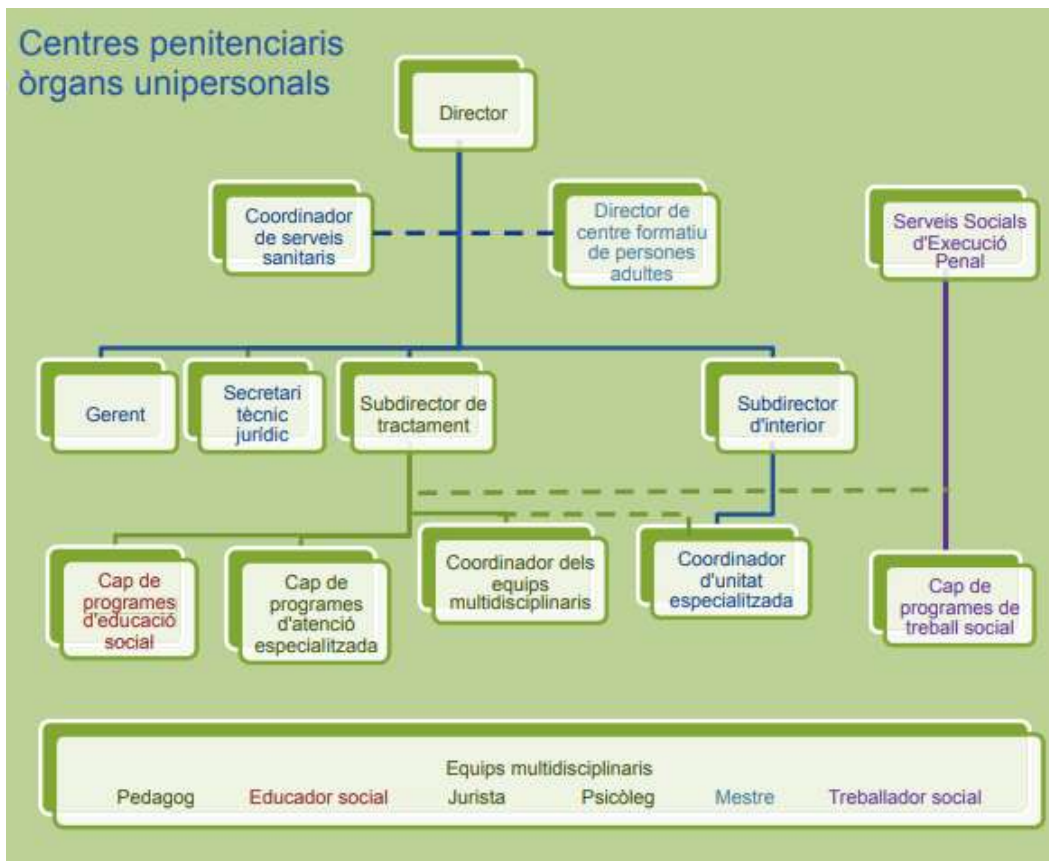 Centres penitenciaris
òrgans unipersonals
Director
Coordinador
de serveis
sanitaris
Director de
centre formatiu
de persones
adultes
Serveis Socials
d'Execució
Penal
Gerent
Secretari
tècnic
jurídic
Subdirector de
tractament
Subdirector
d'interior
Cap de
programes
d'educació
social
Cap de
programes
d'atenció
especialitzada
Coordinador dels
equips
multidisciplinaris
Coordinador
d'unitat
especialitzada
Cap de
programes de
treball social
Equips multidisciplinaris
Pedagog Educador social Jurista Psicòleg Mestre Treballador social